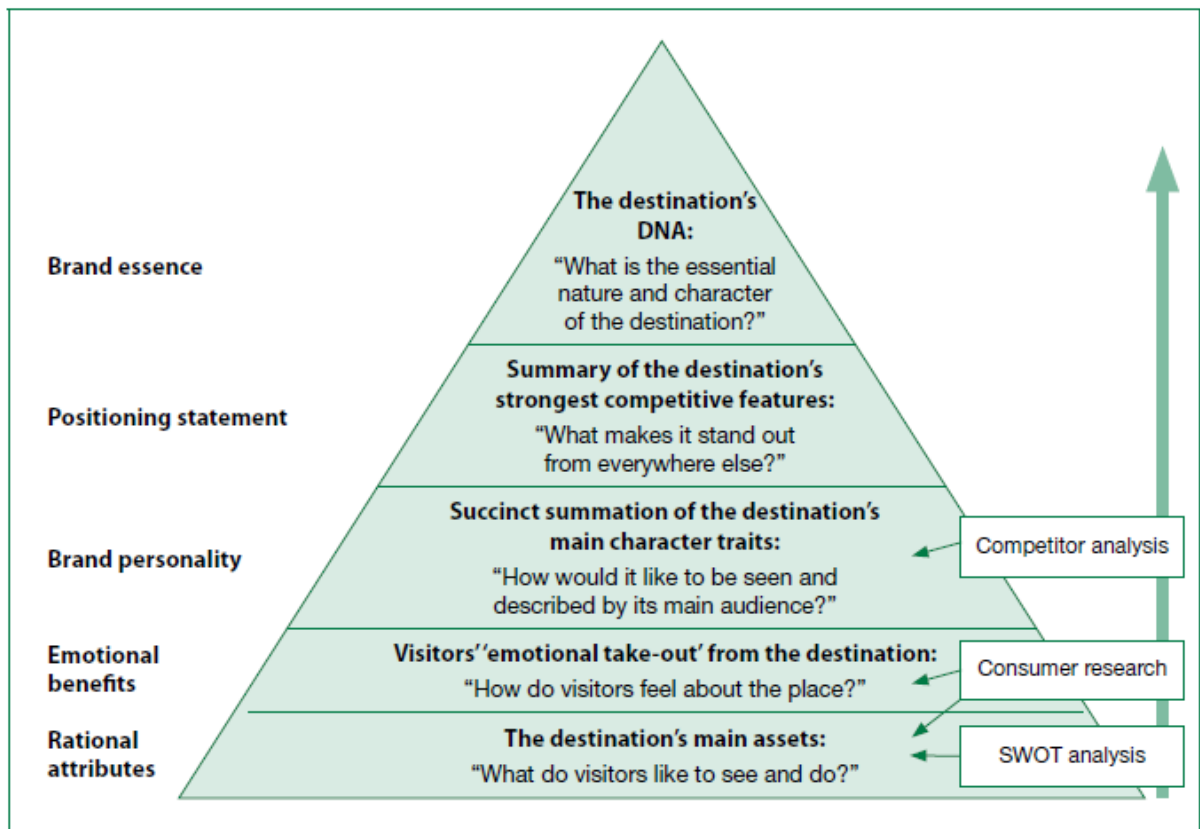 The destination's
DNA:
Brand essence
"What is the essential
nature and character
of the destination?"
Summary of the destination's
strongest competitive features:
Positioning statement
"What makes it stand out
from everywhere else?"
Succinct summation of the destination's
main character traits:
Competitor analysis
Brand personality
"How would it like to be seen and
described by its main audience?"
Emotional
benefits
Visitors' 'emotional take-out' from the destination:
"How do visitors feel about the place?"
Consumer research
Rational
attributes
The destination's main assets:
"What do visitors like to see and do?"
SWOT analysis